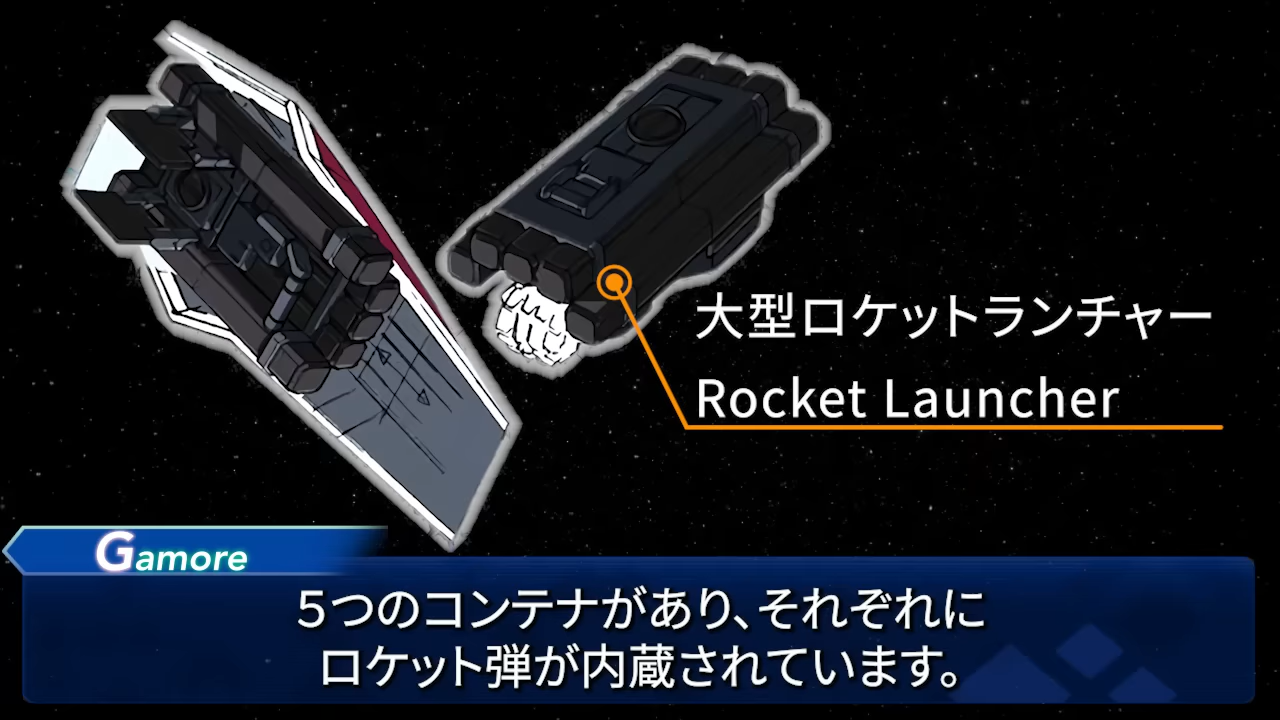 大型ロケットランチャー
Rocket Launcher
Gamore
５つのコンテナがあり、それぞれに
ロケット弾が内蔵されています。